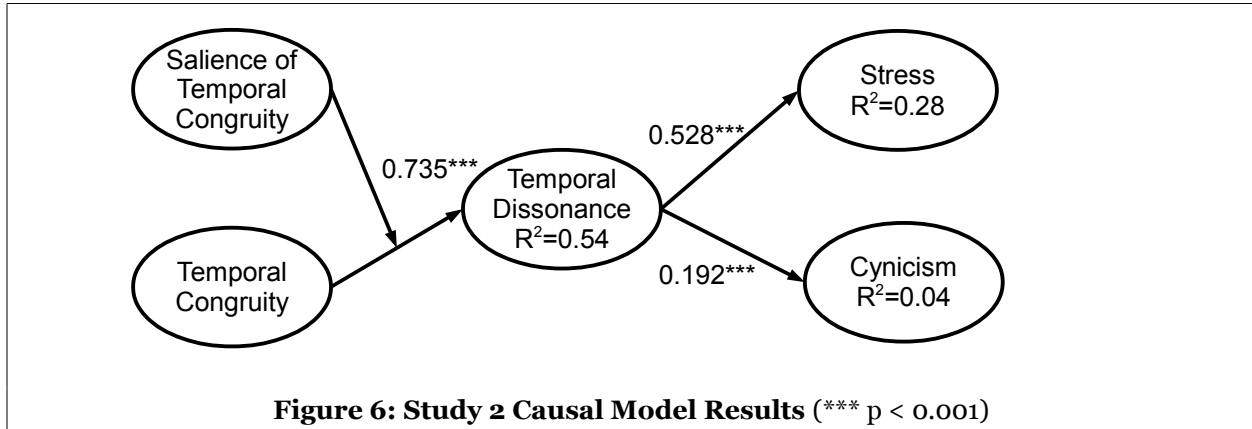 Salience of
Temporal
Congruity
Temporal
Congruity
0.735***
Temporal
Dissonance
R²=0.54
0.528***
0.192***
Stress
R²=0.28
Cynicism
R²=0.04
Figure 6: Study 2 Causal Model Results (*** p < 0.001)